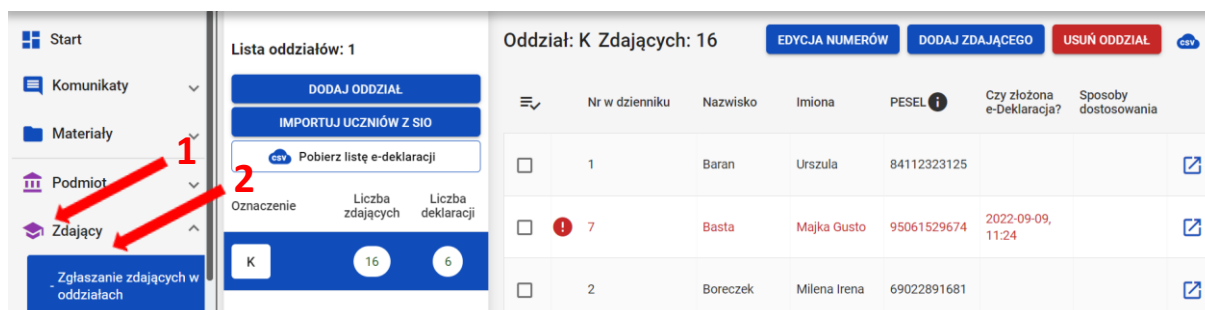 Start
Komunikaty
Materiały
1
Podmiot
2
Zdający
- Zgłaszanie zdających w
oddziałach
Lista oddziałów: 1
DODAJ ODDZIAŁ
IMPORTUJ UCZNIÓW Z SIO
csv Pobierz listę e-deklaracji
Oznaczenie Liczba zdających Liczba deklaracji
K 16 6
Oddział: K Zdających: 16 EDYCJA NUMERÓW DODAJ ZDAJĄCEGO USUŃ ODDZIAŁ csv
Nr w dzienniku Nazwisko Imiona PESEL i Czy złożona e-Deklaracja? Sposoby dostosowania
1 Baran Urszula 84112323125
! 7 Basta Majka Gusto 95061529674 2022-09-09, 11:24
2 Boreczek Milena Irena 69022891681